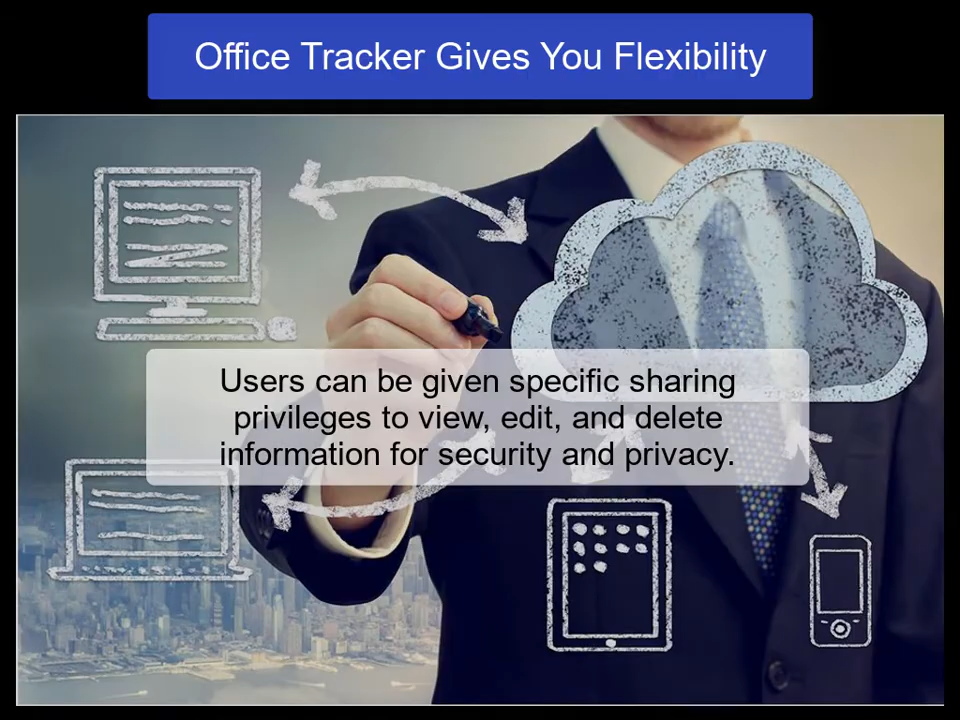 Office Tracker Gives You Flexibility
Users can be given specific sharing
privileges to view, edit, and delete
information for security and privacy.